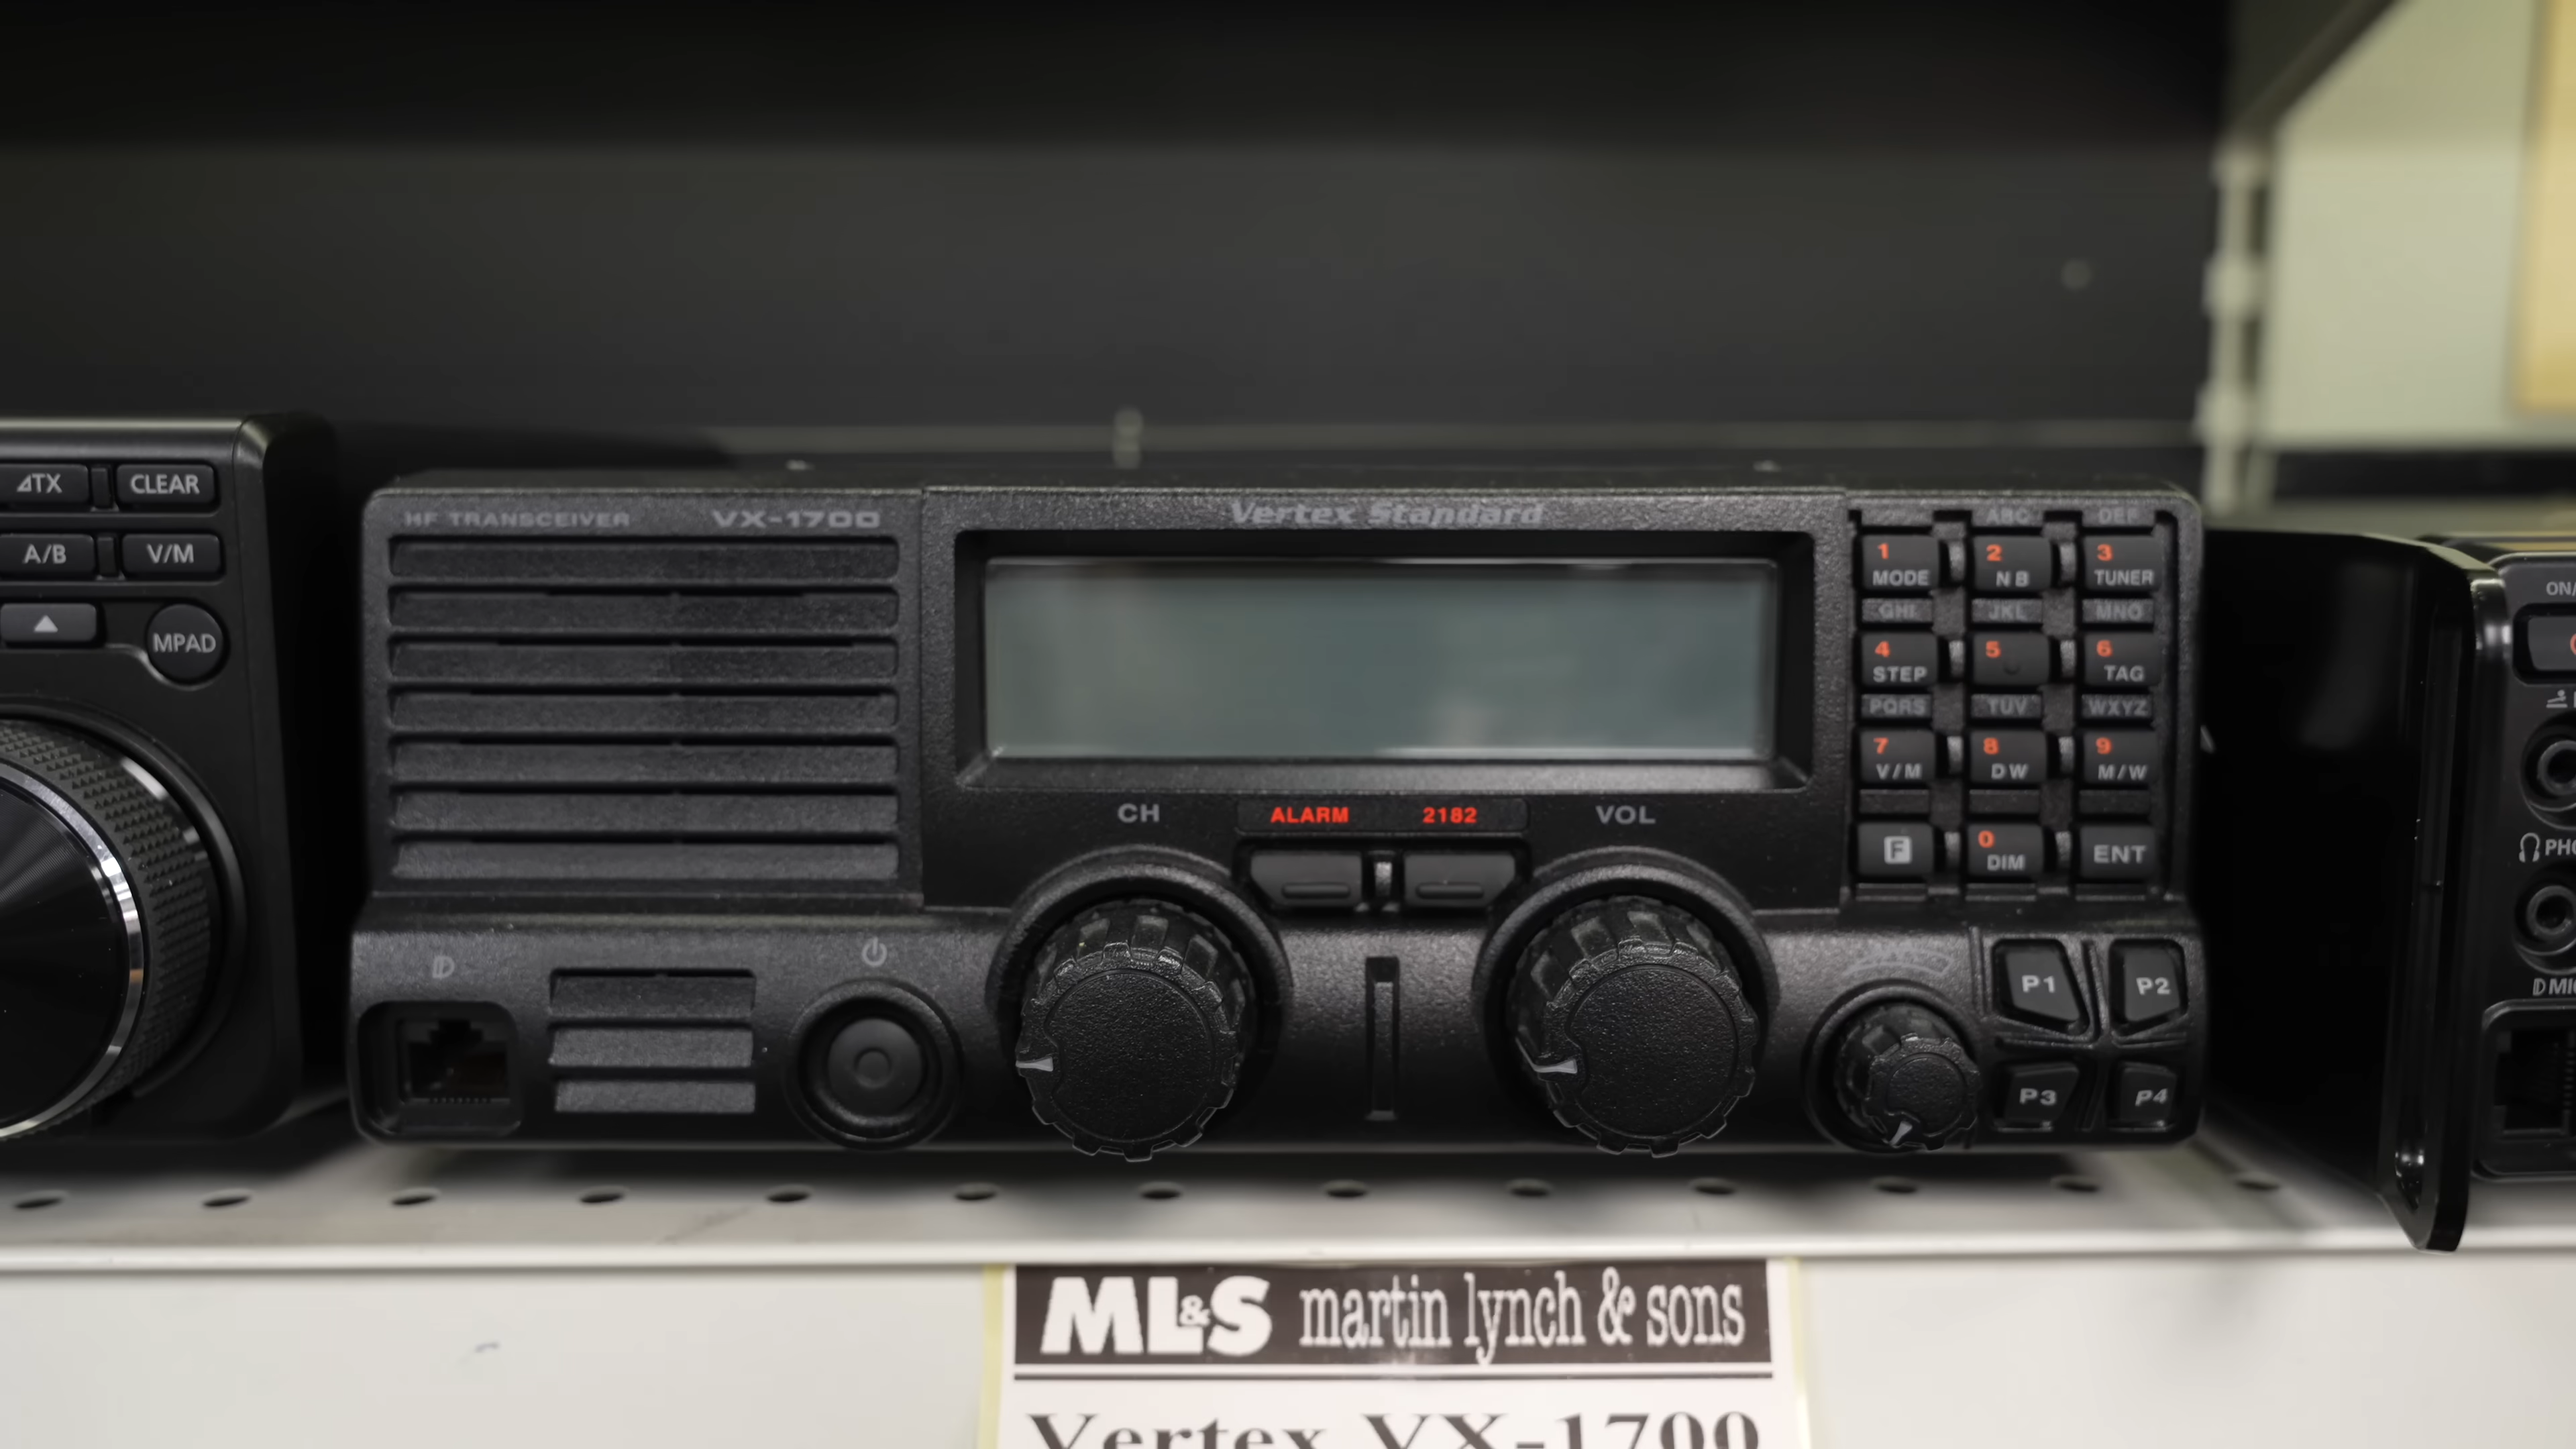 ⊿TX CLEAR
A/B V/M
MPAD
HF TRANSCEIVER VX-1700
Vertex Standard
ABC DEF
1 2 3
MODE NB TUNER
GHI JKL MNO
4 5 6
STEP TAG
PQRS TUV WXYZ
7 8 9
V/M DW M/W
F 0 DIM ENT
CH ALARM 2182 VOL
P1 P2
P3 P4
ON/
PHO
MIC
ML&S martin lynch & sons
Vertex VX-1700